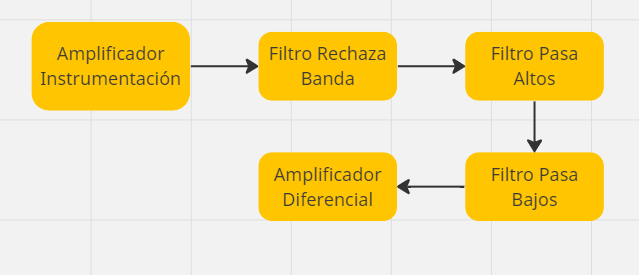 Amplificador
Instrumentación
Filtro Rechaza
Banda
Filtro Pasa
Altos
Filtro Pasa
Bajos
Amplificador
Diferencial